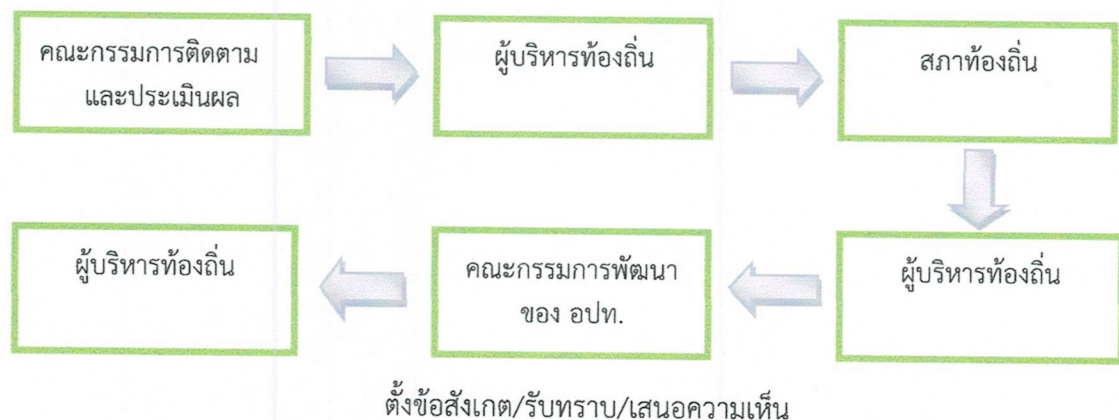 คณะกรรมการติดตาม
และประเมินผล
ผู้บริหารท้องถิ่น
สภาท้องถิ่น
ผู้บริหารท้องถิ่น
คณะกรรมการพัฒนา
ของ อปท.
ผู้บริหารท้องถิ่น
ตั้งข้อสังเกต/รับทราบ/เสนอความเห็น